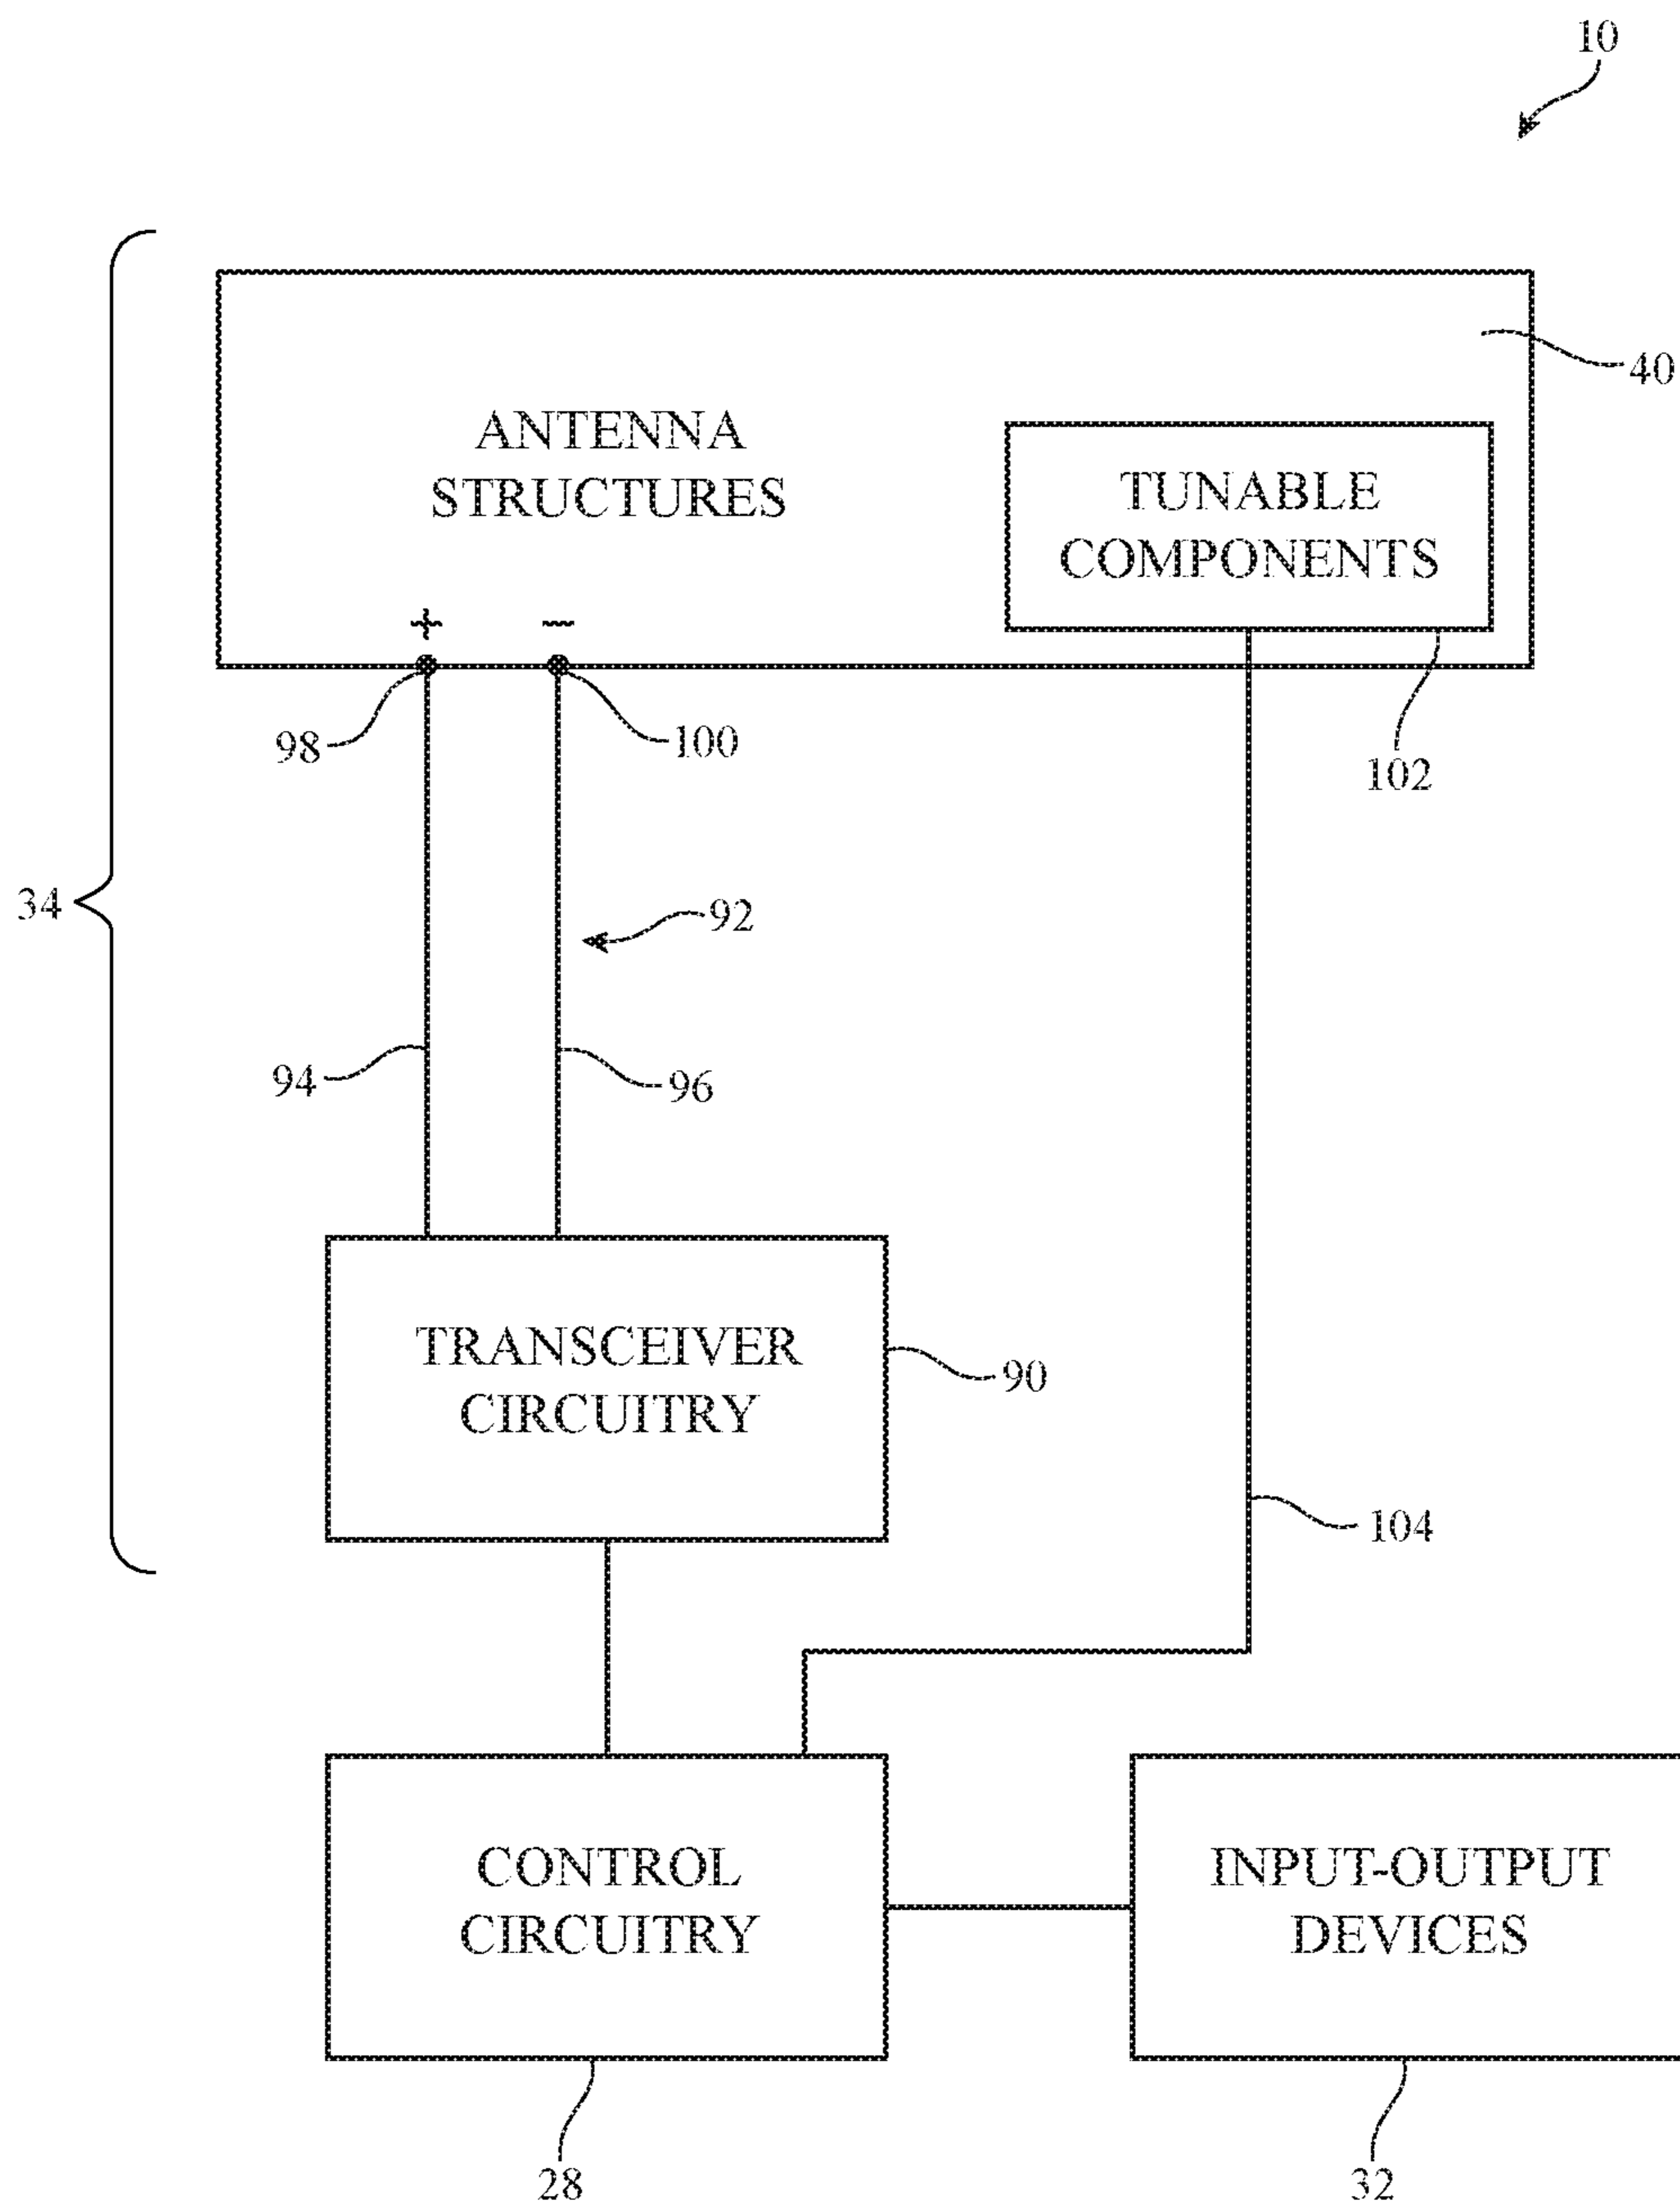 10
40
ANTENNA
STRUCTURES
TUNABLE
COMPONENTS
+ −
98
100
102
34
92
94
96
TRANSCEIVER
CIRCUITRY
90
104
CONTROL
CIRCUITRY
INPUT-OUTPUT
DEVICES
28
32